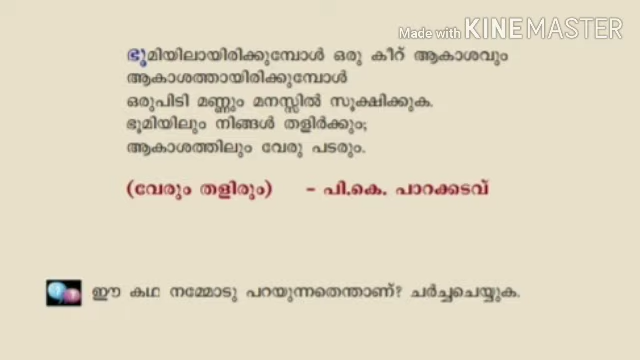 Made with KINEMASTER
ഭൂമിയിലായിരിക്കുമ്പോൾ ഒരു കീറ് ആകാശവും
ആകാശത്തായിരിക്കുമ്പോൾ
ഒരുപിടി മണ്ണും മനസ്സിൽ സൂക്ഷിക്കുക.
ഭൂമിയിലും നിങ്ങൾ തളിർക്കും;
ആകാശത്തിലും വേരു പടരും.
(വേരും തളിരും) - പി.കെ. പാറക്കടവ്
ഈ കഥ നമ്മോടു പറയുന്നതെന്താണ്? ചർച്ചചെയ്യുക.